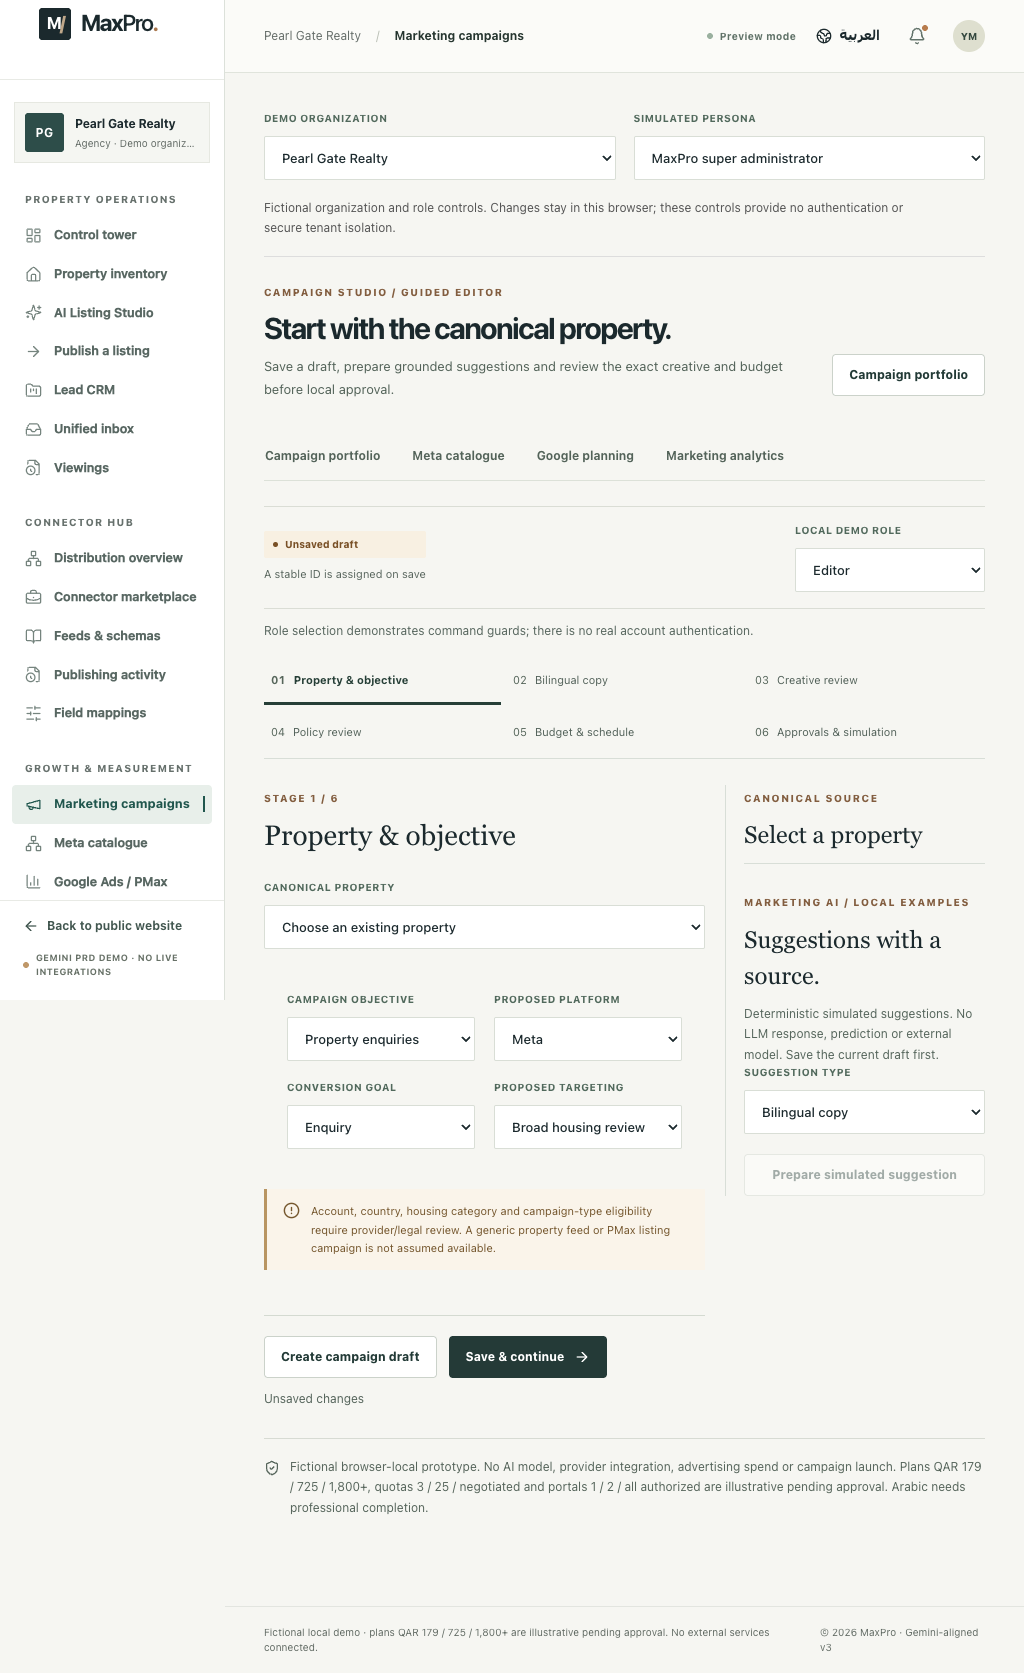 M/ MaxPro.
PG
Pearl Gate Realty
Agency · Demo organiz...
PROPERTY OPERATIONS
Control tower
Property inventory
AI Listing Studio
Publish a listing
Lead CRM
Unified inbox
Viewings
CONNECTOR HUB
Distribution overview
Connector marketplace
Feeds & schemas
Publishing activity
Field mappings
GROWTH & MEASUREMENT
Marketing campaigns
Meta catalogue
Google Ads / PMax
Back to public website
GEMINI PRD DEMO · NO LIVE
INTEGRATIONS
Pearl Gate Realty / Marketing campaigns
Preview mode
العربية
YM
DEMO ORGANIZATION
Pearl Gate Realty
SIMULATED PERSONA
MaxPro super administrator
Fictional organization and role controls. Changes stay in this browser; these controls provide no authentication or
secure tenant isolation.
CAMPAIGN STUDIO / GUIDED EDITOR
Start with the canonical property.
Save a draft, prepare grounded suggestions and review the exact creative and budget
before local approval.
Campaign portfolio
Campaign portfolio
Meta catalogue
Google planning
Marketing analytics
Unsaved draft
A stable ID is assigned on save
LOCAL DEMO ROLE
Editor
Role selection demonstrates command guards; there is no real account authentication.
01 Property & objective
02 Bilingual copy
03 Creative review
04 Policy review
05 Budget & schedule
06 Approvals & simulation
STAGE 1 / 6
Property & objective
CANONICAL PROPERTY
Choose an existing property
CAMPAIGN OBJECTIVE
Property enquiries
PROPOSED PLATFORM
Meta
CONVERSION GOAL
Enquiry
PROPOSED TARGETING
Broad housing review
Account, country, housing category and campaign-type eligibility
require provider/legal review. A generic property feed or PMax listing
campaign is not assumed available.
Create campaign draft
Save & continue
Unsaved changes
CANONICAL SOURCE
Select a property
MARKETING AI / LOCAL EXAMPLES
Suggestions with a
source.
Deterministic simulated suggestions. No
LLM response, prediction or external
model. Save the current draft first.
SUGGESTION TYPE
Bilingual copy
Prepare simulated suggestion
Fictional browser-local prototype. No AI model, provider integration, advertising spend or campaign launch. Plans QAR 179
/ 725 / 1,800+, quotas 3 / 25 / negotiated and portals 1 / 2 / all authorized are illustrative pending approval. Arabic needs
professional completion.
Fictional local demo · plans QAR 179 / 725 / 1,800+ are illustrative pending approval. No external services
connected.
© 2026 MaxPro · Gemini-aligned
v3